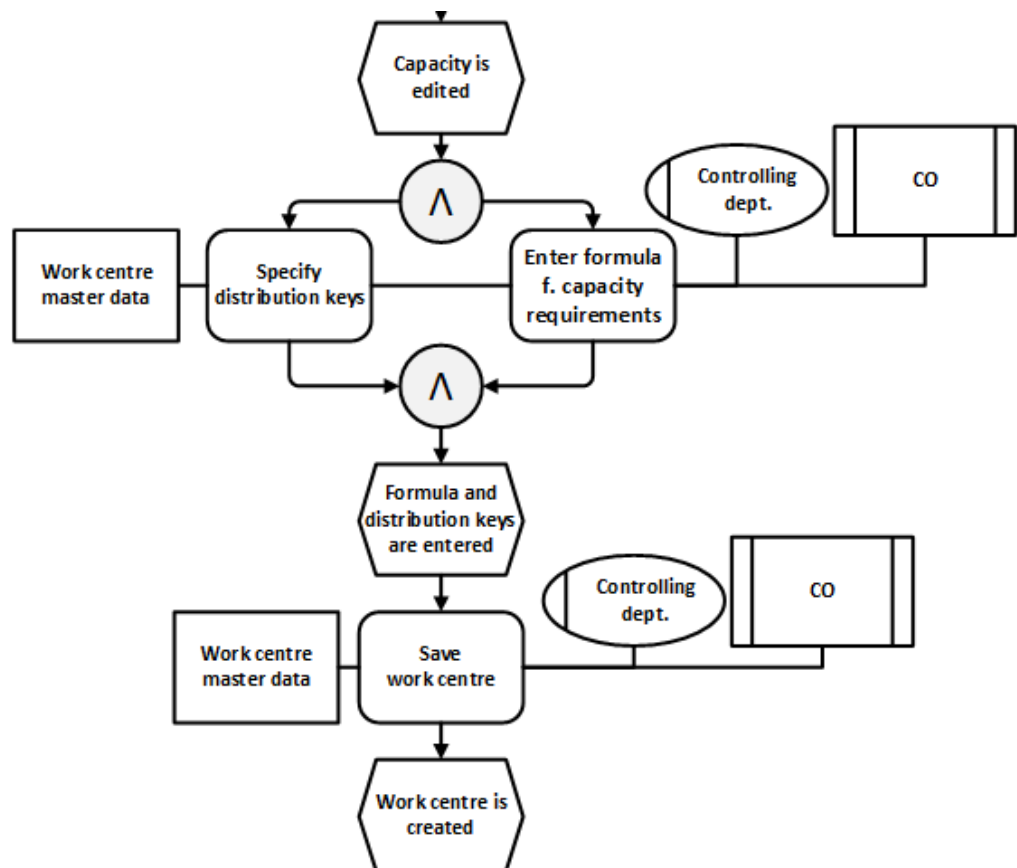 Capacity is
edited
Λ
Controlling
dept.
CO
Work centre
master data
Specify
distribution keys
Enter formula
f. capacity
requirements
Λ
Formula and
distribution keys
are entered
Controlling
dept.
CO
Work centre
master data
Save
work centre
Work centre is
created